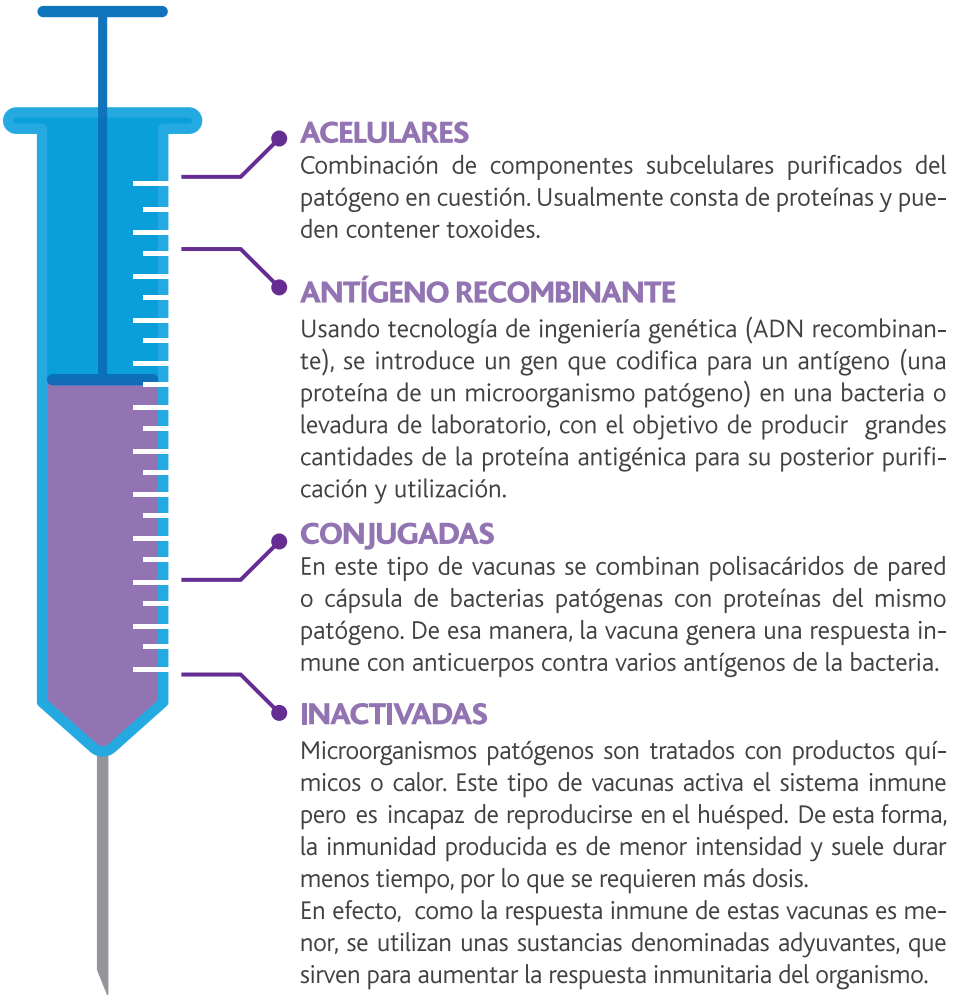 ACELULARES
Combinación de componentes subcelulares purificados del
patógeno en cuestión. Usualmente consta de proteínas y pue-
den contener toxoides.
ANTÍGENO RECOMBINANTE
Usando tecnología de ingeniería genética (ADN recombinan-
te), se introduce un gen que codifica para un antígeno (una
proteína de un microorganismo patógeno) en una bacteria o
levadura de laboratorio, con el objetivo de producir grandes
cantidades de la proteína antigénica para su posterior purifi-
cación y utilización.
CONJUGADAS
En este tipo de vacunas se combinan polisacáridos de pared
o cápsula de bacterias patógenas con proteínas del mismo
patógeno. De esa manera, la vacuna genera una respuesta in-
mune con anticuerpos contra varios antígenos de la bacteria.
INACTIVADAS
Microorganismos patógenos son tratados con productos quí-
micos o calor. Este tipo de vacunas activa el sistema inmune
pero es incapaz de reproducirse en el huésped. De esta forma,
la inmunidad producida es de menor intensidad y suele durar
menos tiempo, por lo que se requieren más dosis.
En efecto, como la respuesta inmune de estas vacunas es me-
nor, se utilizan unas sustancias denominadas adyuvantes, que
sirven para aumentar la respuesta inmunitaria del organismo.